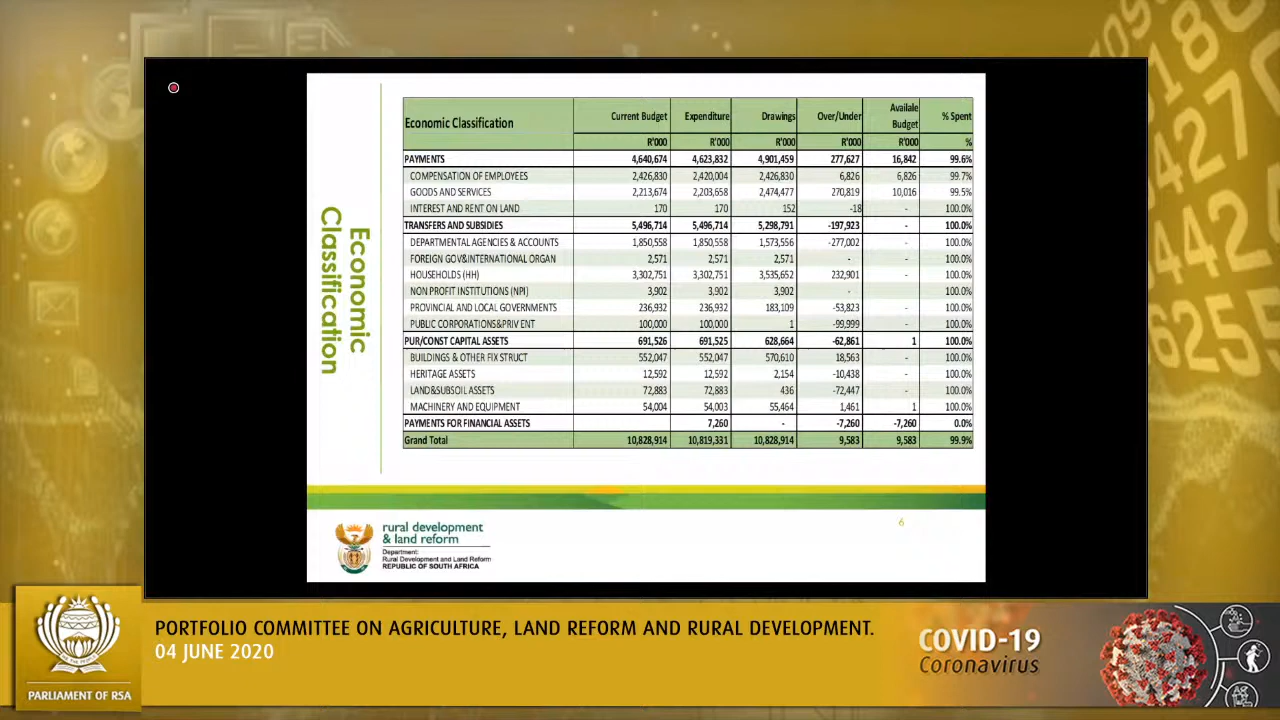 Economic
Classification
Economic Classification Current Budget Expenditure Drawings Over/Under Availale Budget % Spent
R'000 R'000 R'000 R'000 R'000 %
PAYMENTS 4,640,674 4,623,832 4,901,459 277,627 16,842 99.6%
COMPENSATION OF EMPLOYEES 2,426,830 2,420,004 2,426,830 6,826 6,826 99.7%
GOODS AND SERVICES 2,213,674 2,203,658 2,474,477 270,819 10,016 99.5%
INTEREST AND RENT ON LAND 170 170 152 -18 - 100.0%
TRANSFERS AND SUBSIDIES 5,496,714 5,496,714 5,298,791 -197,923 - 100.0%
DEPARTMENTAL AGENCIES & ACCOUNTS 1,850,558 1,850,558 1,573,556 -277,002 - 100.0%
FOREIGN GOV&INTERNATIONAL ORGAN 2,571 2,571 2,571 - - 100.0%
HOUSEHOLDS (HH) 3,302,751 3,302,751 3,535,652 232,901 - 100.0%
NON PROFIT INSTITUTIONS (NPI) 3,902 3,902 3,902 - - 100.0%
PROVINCIAL AND LOCAL GOVERNMENTS 236,932 236,932 183,109 -53,823 - 100.0%
PUBLIC CORPORATIONS&PRIV ENT 100,000 100,000 1 -99,999 - 100.0%
PUR/CONST CAPITAL ASSETS 691,526 691,525 628,664 -62,861 1 100.0%
BUILDINGS & OTHER FIX STRUCT 552,047 552,047 570,610 18,563 - 100.0%
HERITAGE ASSETS 12,592 12,592 2,154 -10,438 - 100.0%
LAND&SUBSOIL ASSETS 72,883 72,883 436 -72,447 - 100.0%
MACHINERY AND EQUIPMENT 54,004 54,003 55,464 1,461 1 100.0%
PAYMENTS FOR FINANCIAL ASSETS 7,260 - -7,260 -7,260 0.0%
Grand Total 10,828,914 10,819,331 10,828,914 9,583 9,583 99.9%
6
rural development
& land reform
Department:
Rural Development and Land Reform
REPUBLIC OF SOUTH AFRICA
PORTFOLIO COMMITTEE ON AGRICULTURE, LAND REFORM AND RURAL DEVELOPMENT.
04 JUNE 2020
PARLIAMENT OF RSA
COVID-19
Coronavirus